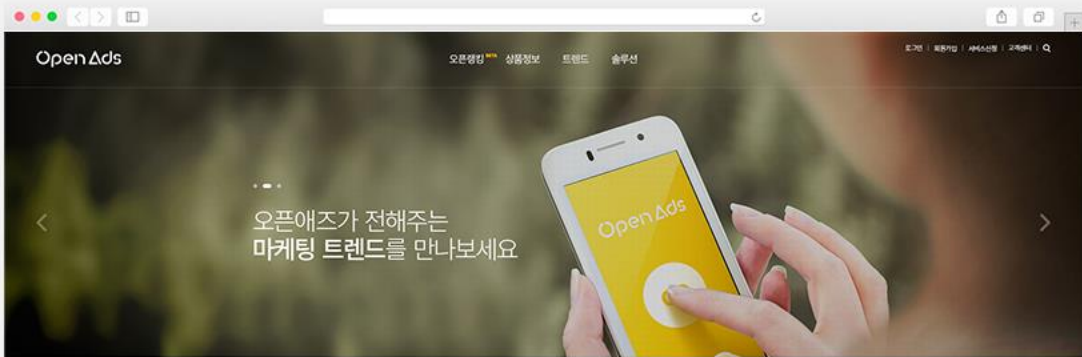 Open Ads
오픈랭킹 BETA 상품정보 트렌드 솔루션
로그인 | 회원가입 | 서비스신청 | 고객센터
오픈애즈가 전해주는
마케팅 트렌드를 만나보세요
Open Ads